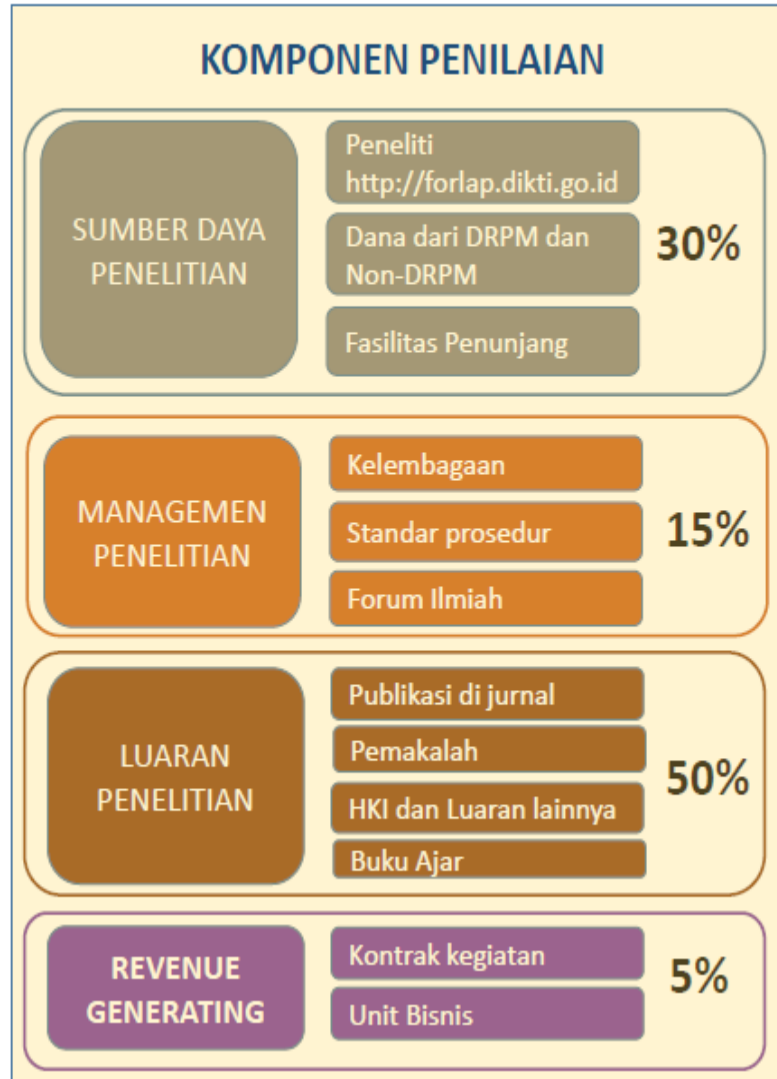 KOMPONEN PENILAIAN
SUMBER DAYA
PENELITIAN
Peneliti
http://forlap.dikti.go.id
Dana dari DRPM dan
Non-DRPM
Fasilitas Penunjang
30%
MANAGEMEN
PENELITIAN
Kelembagaan
Standar prosedur
Forum Ilmiah
15%
LUARAN
PENELITIAN
Publikasi di jurnal
Pemakalah
HKI dan Luaran lainnya
Buku Ajar
50%
REVENUE
GENERATING
Kontrak kegiatan
Unit Bisnis
5%